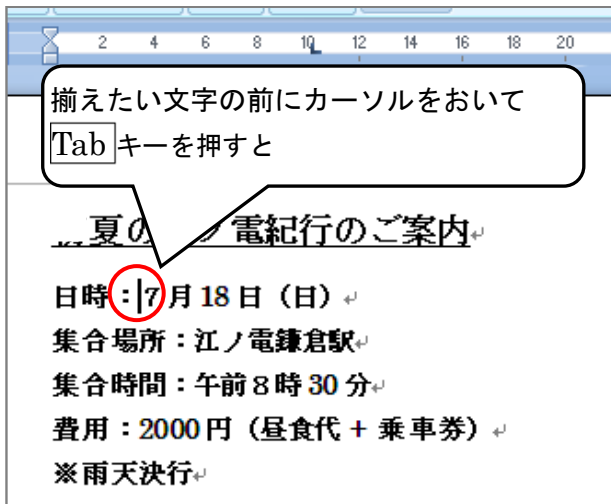 2 4 6 8 10 12 14 16 18 20
揃えたい文字の前にカーソルをおいて
Tab キーを押すと
夏の ノ電紀行のご案内
日時：7月18日（日）
集合場所：江ノ電鎌倉駅
集合時間：午前8時30分
費用：2000円（昼食代 + 乗車券）
※雨天決行